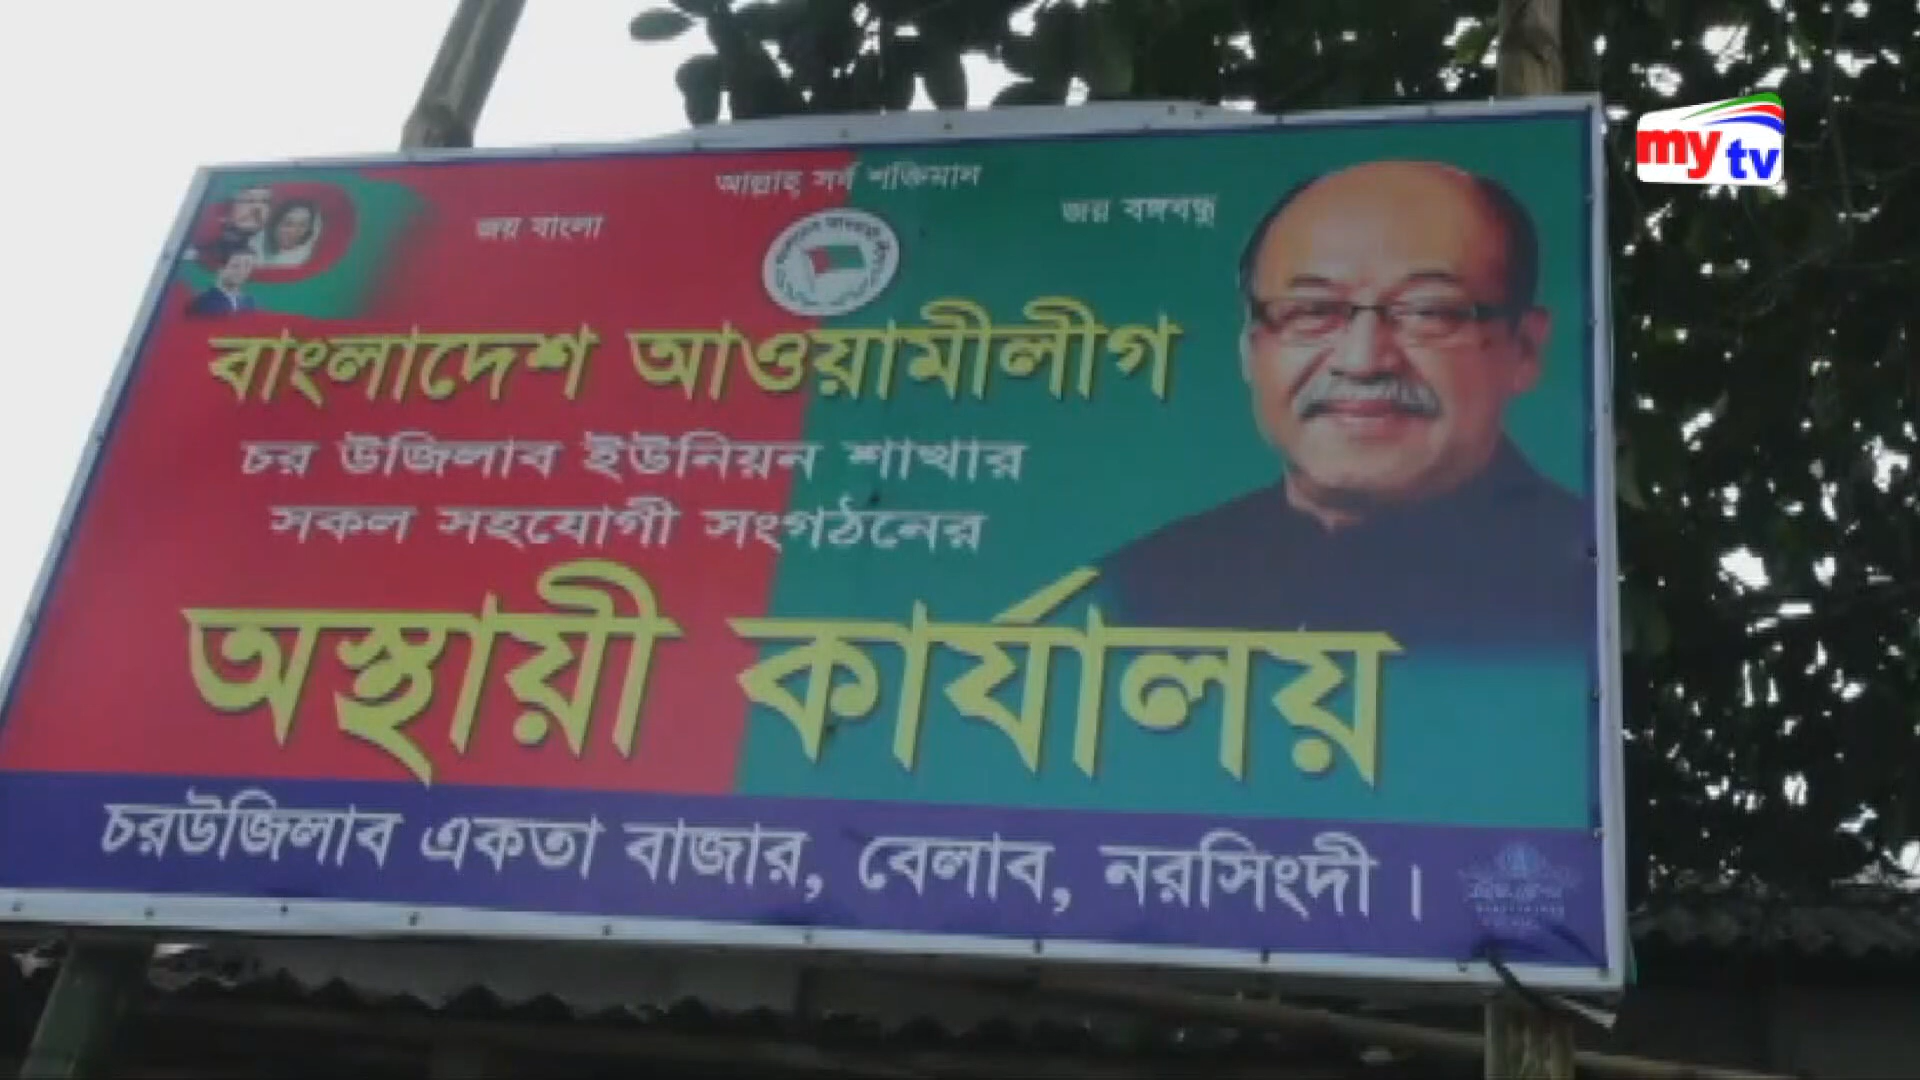 আল্লাহ সর্ব শক্তিমান
জয় বাংলা
জয় বঙ্গবন্ধু
my tv
বাংলাদেশ আওয়ামীলীগ
চর উজিলাব ইউনিয়ন শাখার
সকল সহযোগী সংগঠনের
অস্থায়ী কার্যালয়
চরউজিলাব একতা বাজার, বেলাব, নরসিংদী।